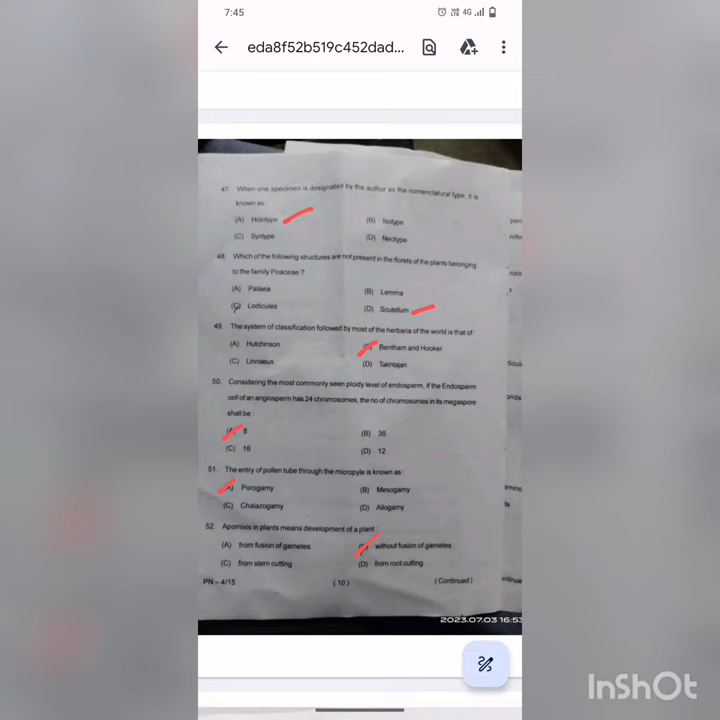 7:45
4G
eda8f52b519c452dad...
47. When one specimen is designated by the author as the nomenclatural type, it is
known as :
(A) Holotype (B) Isotype
(C) Syntype (D) Neotype
48. Which of the following structures are not present in the florets of the plants belonging
to the family Poaceae ?
(A) Palaea (B) Lemma
(C) Lodicules (D) Scutellum
49. The system of classification followed by most of the herbaria of the world is that of :
(A) Hutchinson Bentham and Hooker
(C) Linnaeus (D) Takhtajan
50. Considering the most commonly seen ploidy level of endosperm, if the Endosperm
cell of an angiosperm has 24 chromosomes, the no of chromosomes in its megaspore
shall be :
(A) 8 (B) 36
(C) 16 (D) 12
51. The entry of pollen tube through the micropyle is known as :
(A) Porogamy (B) Mesogamy
(C) Chalazogamy (D) Allogamy
52. Apomixis in plants means development of a plant :
(A) from fusion of gametes without fusion of gametes
(C) from stem cutting (D) from root cutting
PN – 4/15 ( 10 ) ( Continued )
2023.07.03 16:53
InShOt